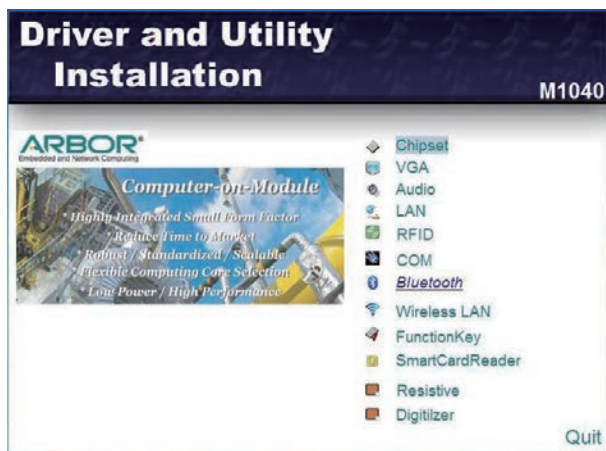 Driver and Utility
Installation
M1040
ARBOR®
Embedded and Network Computing
Computer-on-Module
* Highly Integrated Small Form Factor
* Reduce Time to Market
* Robust / Standardized / Scalable
* Flexible Computing Core Selection
* Low Power / High Performance
Chipset
VGA
Audio
LAN
RFID
COM
Bluetooth
Wireless LAN
FunctionKey
SmartCardReader
Resistive
Digitilzer
Quit